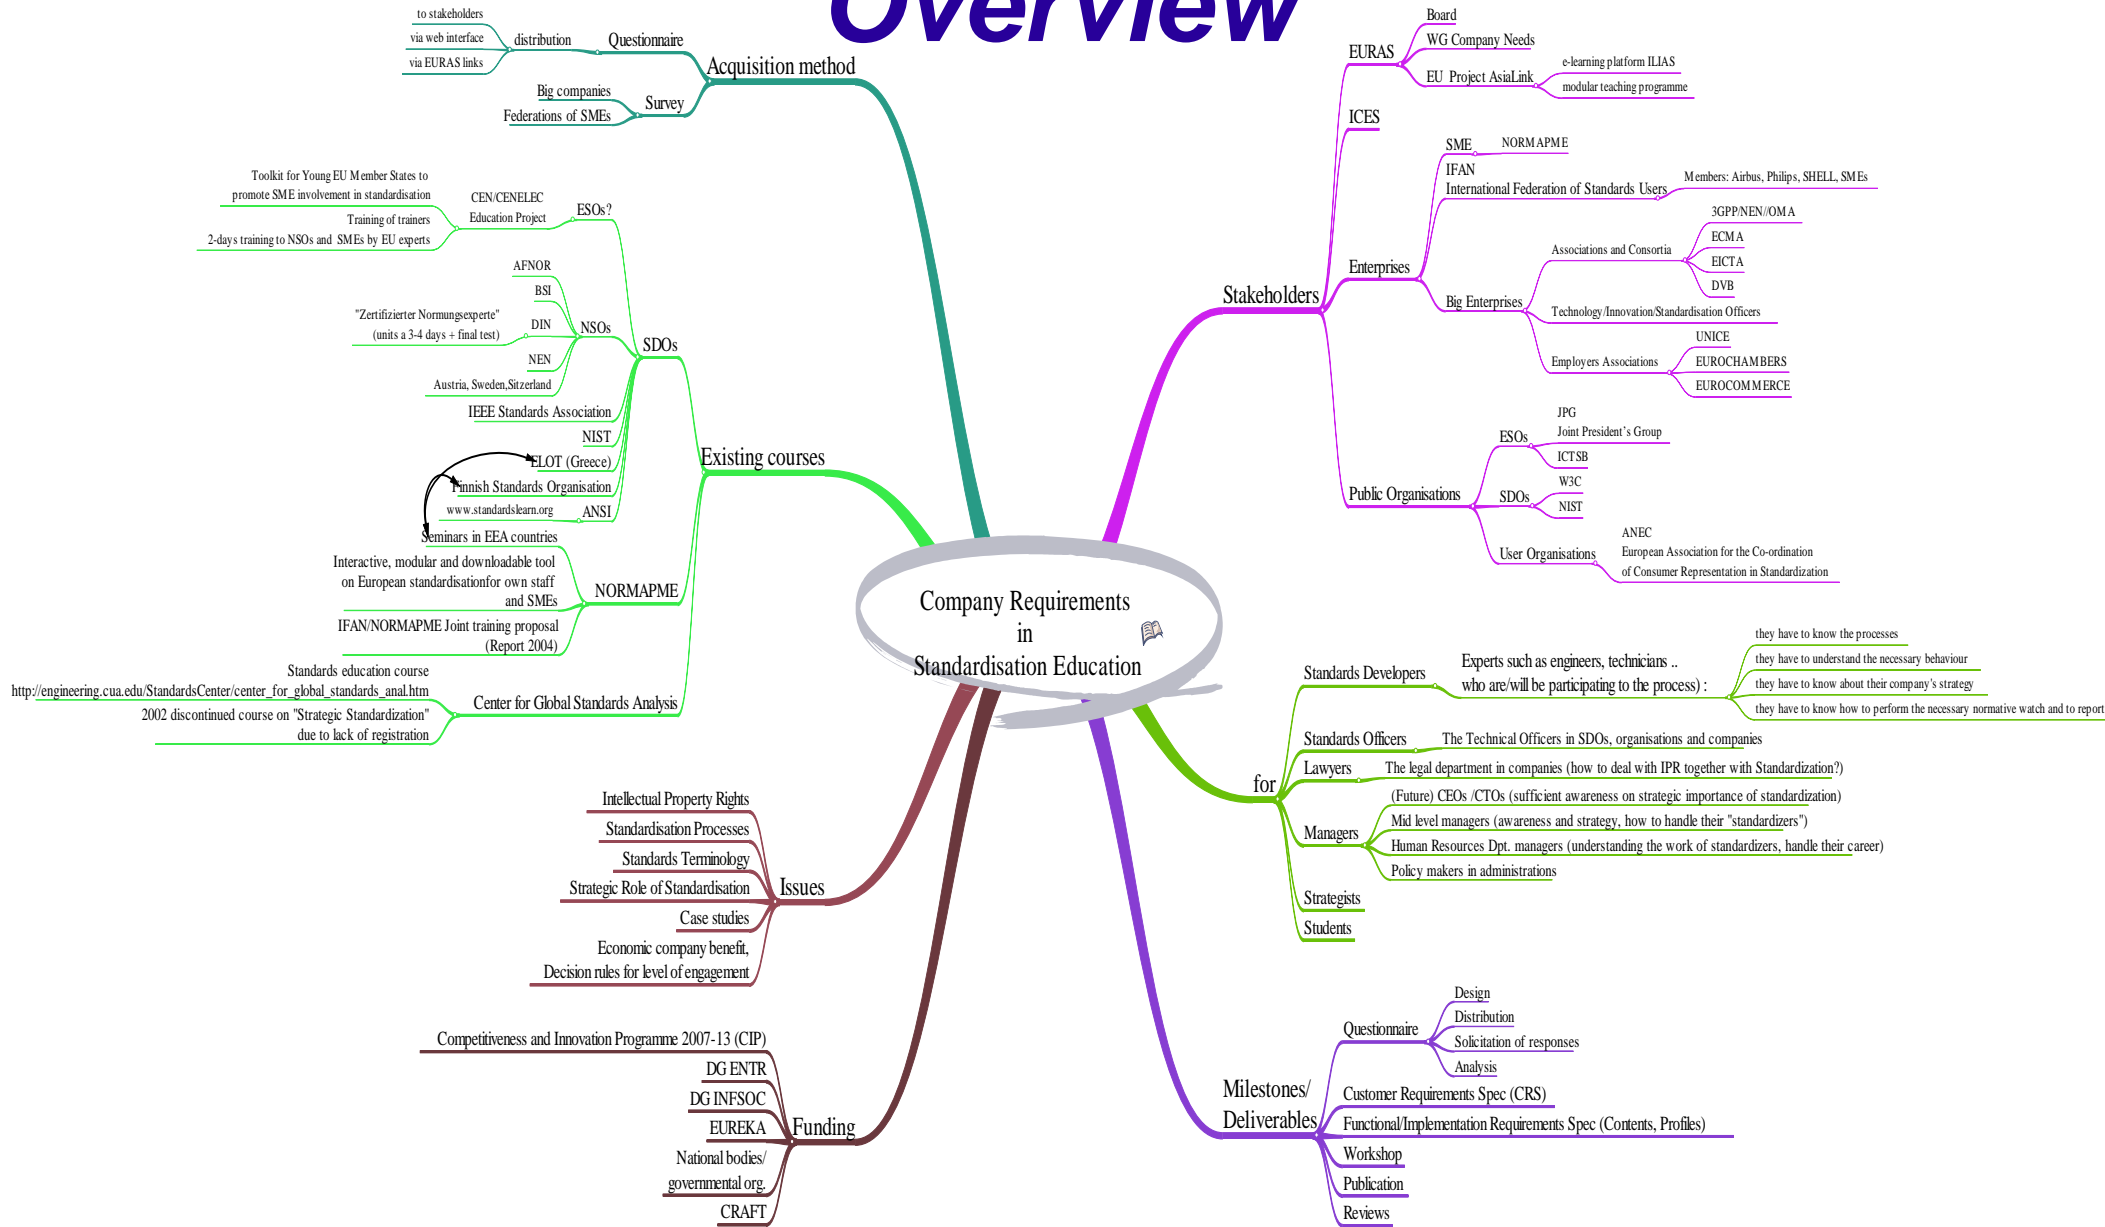 Overview
to stakeholders
via web interface
via EURAS links
distribution
Questionnaire
Big companies
Federations of SMEs
Survey
Acquisition method
Toolkit for Young EU Member States to
promote SME involvement in standardisation
Training of trainers
2-days training to NSOs and SMEs by EU experts
CEN/CENELEC
Education Project
ESOs?
AFNOR
BSI
"Zertifizierter Normungsexperte"
(units a 3-4 days + final test)
DIN
NEN
Austria, Sweden,Sitzerland
NSOs
SDOs
IEEE Standards Association
NIST
ELOT (Greece)
Finnish Standards Organisation
www.standardslearn.org
ANSI
Existing courses
Seminars in EEA countries
Interactive, modular and downloadable tool
on European standardisationfor own staff
and SMEs
IFAN/NORMAPME Joint training proposal
(Report 2004)
NORMAPME
Standards education course
http://engineering.cua.edu/StandardsCenter/center_for_global_standards_anal.htm
2002 discontinued course on "Strategic Standardization"
due to lack of registration
Center for Global Standards Analysis
Intellectual Property Rights
Standardisation Processes
Standards Terminology
Strategic Role of Standardisation
Case studies
Economic company benefit,
Decision rules for level of engagement
Issues
Competitiveness and Innovation Programme 2007-13 (CIP)
DG ENTR
DG INFSOC
EUREKA
National bodies/
governmental org.
CRAFT
Funding
Company Requirements
in
Standardisation Education
Stakeholders
EURAS
Board
WG Company Needs
EU Project AsiaLink
e-learning platform ILIAS
modular teaching programme
ICES
Enterprises
SME
NORMAPME
IFAN
International Federation of Standards Users
Members: Airbus, Philips, SHELL, SMEs
Big Enterprises
Associations and Consortia
3GPP/NEN//OMA
ECMA
EICTA
DVB
Technology/Innovation/Standardisation Officers
Employers Associations
UNICE
EUROCHAMBERS
EUROCOMMERCE
Public Organisations
ESOs
JPG
Joint President's Group
ICTSB
SDOs
W3C
NIST
User Organisations
ANEC
European Association for the Co-ordination
of Consumer Representation in Standardization
for
Standards Developers
Experts such as engineers, technicians ..
who are/will be participating to the process) :
they have to know the processes
they have to understand the necessary behaviour
they have to know about their company's strategy
they have to know how to perform the necessary normative watch and to report
Standards Officers
The Technical Officers in SDOs, organisations and companies
Lawyers
The legal department in companies (how to deal with IPR together with Standardization?)
Managers
(Future) CEOs /CTOs (sufficient awareness on strategic importance of standardization)
Mid level managers (awareness and strategy, how to handle their "standardizers")
Human Resources Dpt. managers (understanding the work of standardizers, handle their career)
Policy makers in administrations
Strategists
Students
Milestones/
Deliverables
Questionnaire
Design
Distribution
Solicitation of responses
Analysis
Customer Requirements Spec (CRS)
Functional/Implementation Requirements Spec (Contents, Profiles)
Workshop
Publication
Reviews